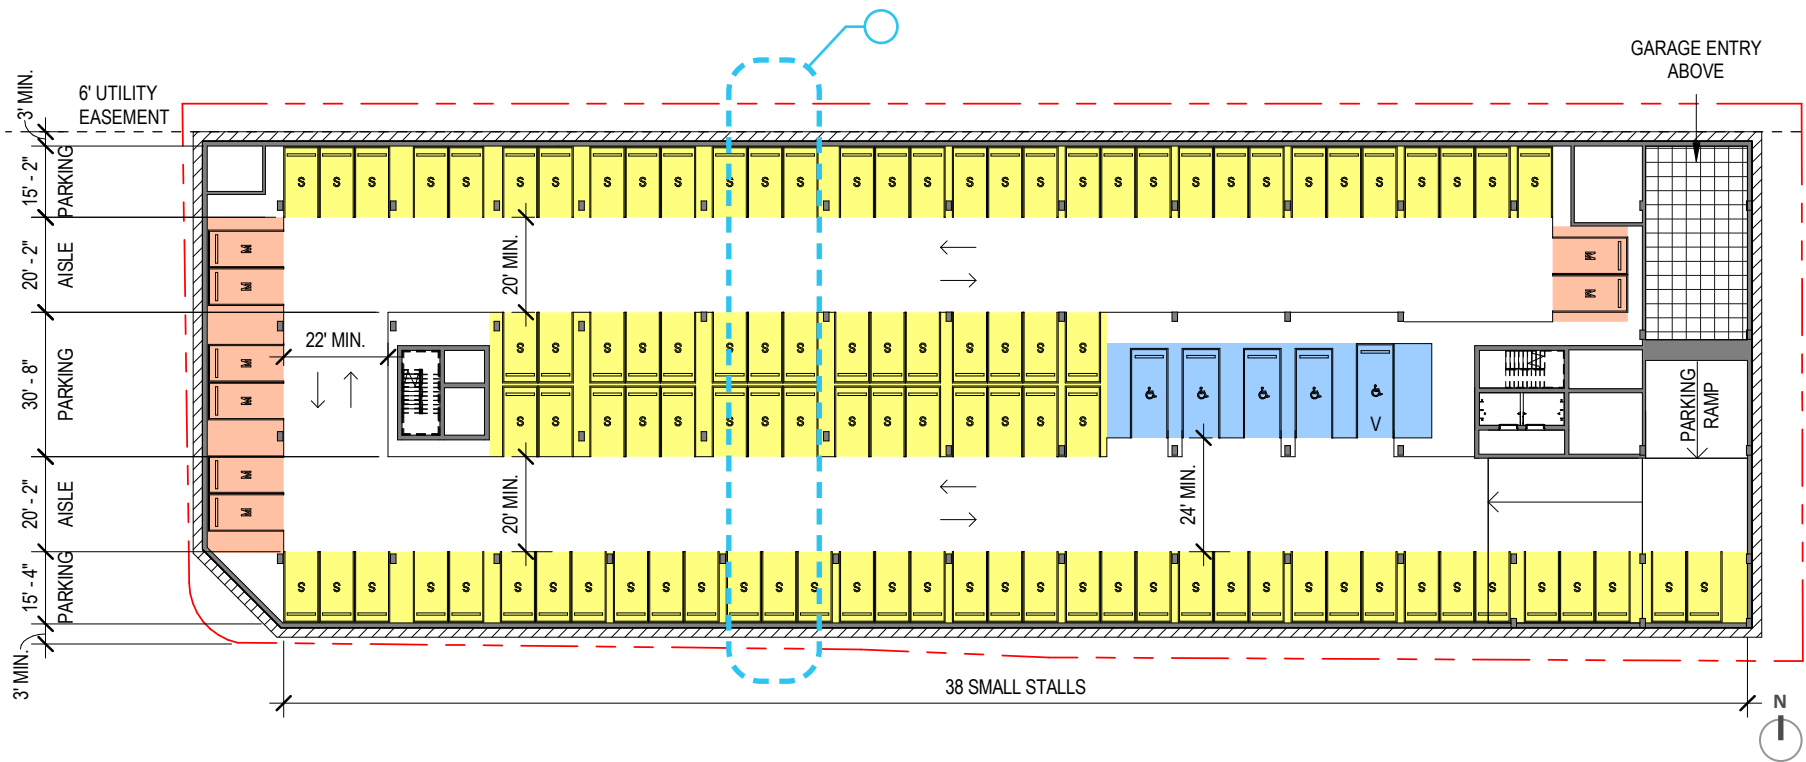 GARAGE ENTRY
ABOVE
6' UTILITY
EASEMENT
3' MIN.
15' - 2"
PARKING
S S S S S S S S S S S S S S S S S S S S S S S S S S S S S S S S
20' - 2"
AISLE
M
M
20' MIN.
M
M
30' - 8"
PARKING
22' MIN.
M
M
S S S S S S S S S S S S S S S
S S S S S S S S S S S S S S S
V
PARKING
RAMP
20' - 2"
AISLE
M
M
20' MIN.
24' MIN.
15' - 4"
PARKING
S S S S S S S S S S S S S S S S S S S S S S S S S S S S S S S S S S S S S
3' MIN.
38 SMALL STALLS
N